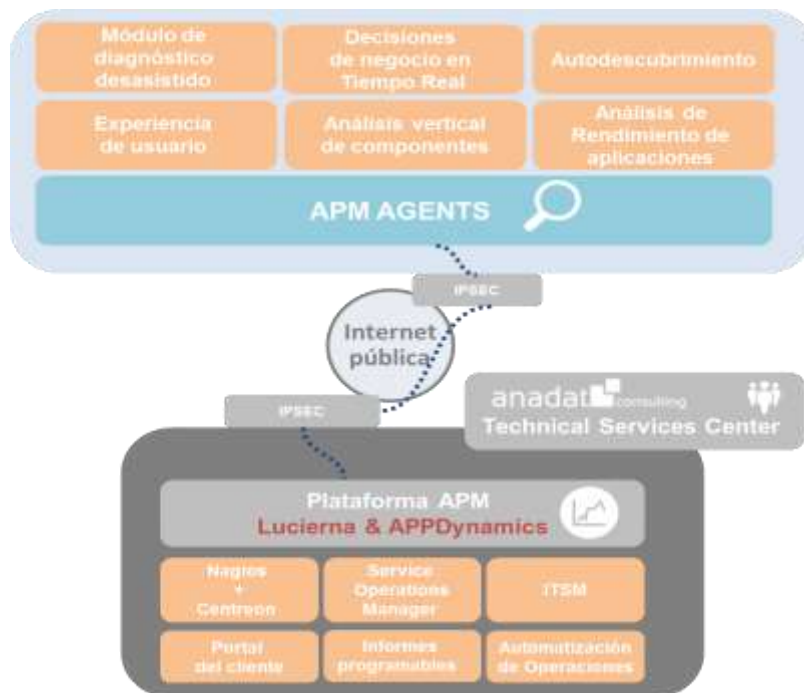 Módulo de
diagnóstico
desasistido
Decisiones
de negocio en
Tiempo Real
Autodescubrimiento
Experiencia
de usuario
Análisis vertical
de componentes
Análisis de
Rendimiento de
aplicaciones
APM AGENTS
IPSEC
Internet
pública
IPSEC
anadat consulting
Technical Services Center
Plataforma APM
Lucierna & APPDynamics
Nagios
+
Centreon
Service
Operations
Manager
ITSM
Portal
del cliente
Informes
programables
Automatización
de Operaciones